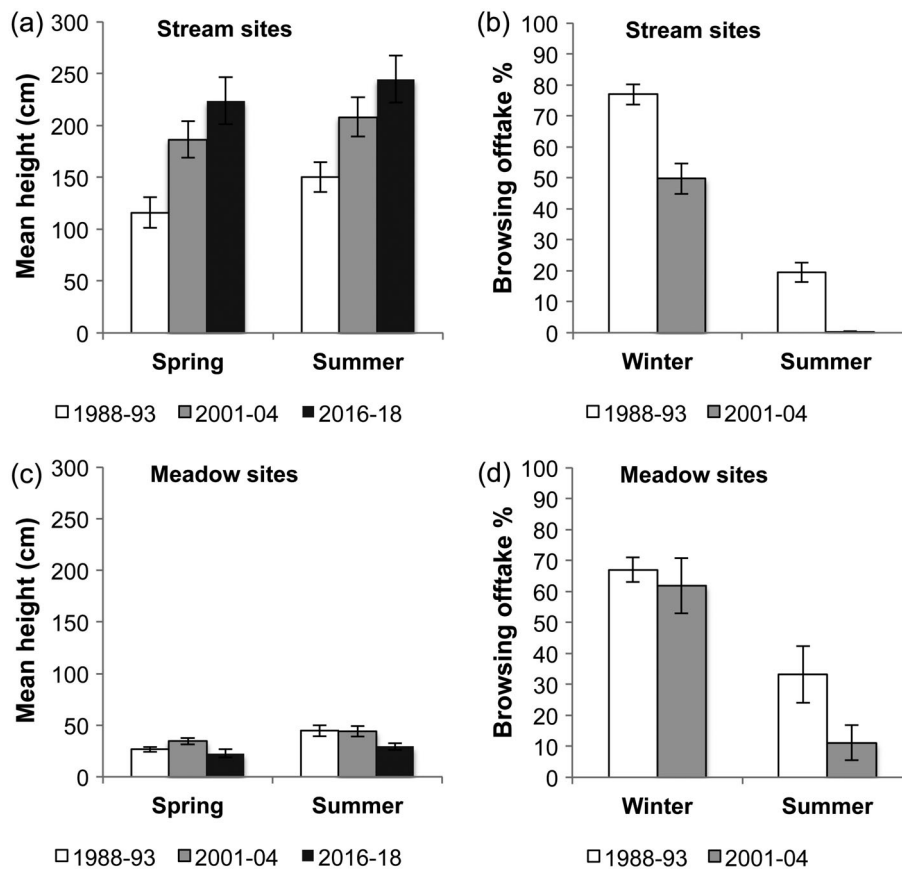 (a) Stream sites
300
250
200
150
100
50
0
Mean height (cm)
Spring Summer
1988-93 2001-04 2016-18
(b) Stream sites
100
90
80
70
60
50
40
30
20
10
0
Browsing offtake %
Winter Summer
1988-93 2001-04
(c) Meadow sites
300
250
200
150
100
50
0
Mean height (cm)
Spring Summer
1988-93 2001-04 2016-18
(d) Meadow sites
100
90
80
70
60
50
40
30
20
10
0
Browsing offtake %
Winter Summer
1988-93 2001-04